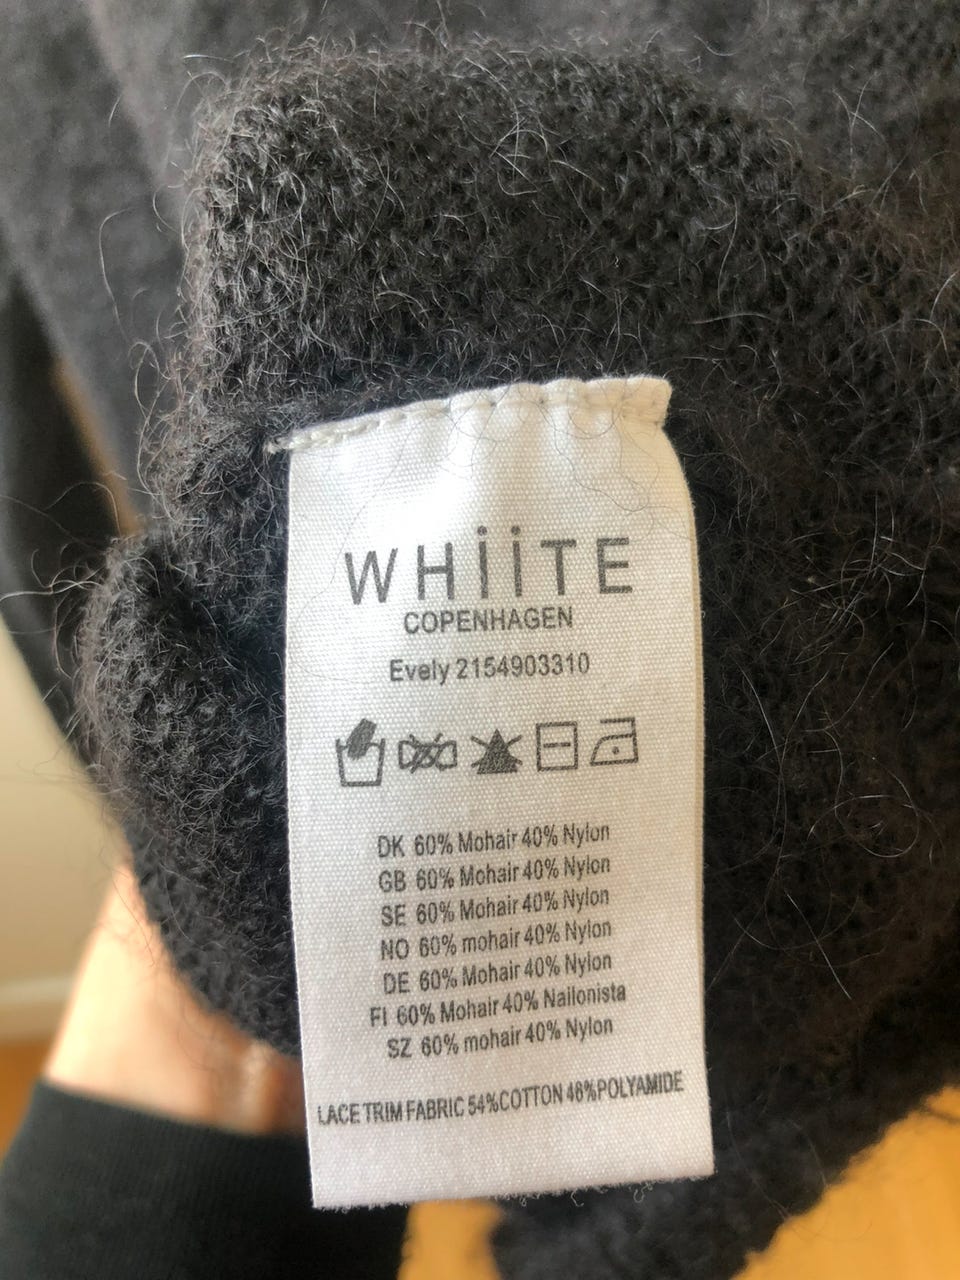 WHiiTE
COPENHAGEN
Evely 2154903310
DK 60% Mohair 40% Nylon
GB 60% Mohair 40% Nylon
SE 60% Mohair 40% Nylon
NO 60% mohair 40% Nylon
DE 60% Mohair 40% Nylon
FI 60% Mohair 40% Nailonista
SZ 60% mohair 40% Nylon
LACE TRIM FABRIC 54%COTTON 46%POLYAMIDE